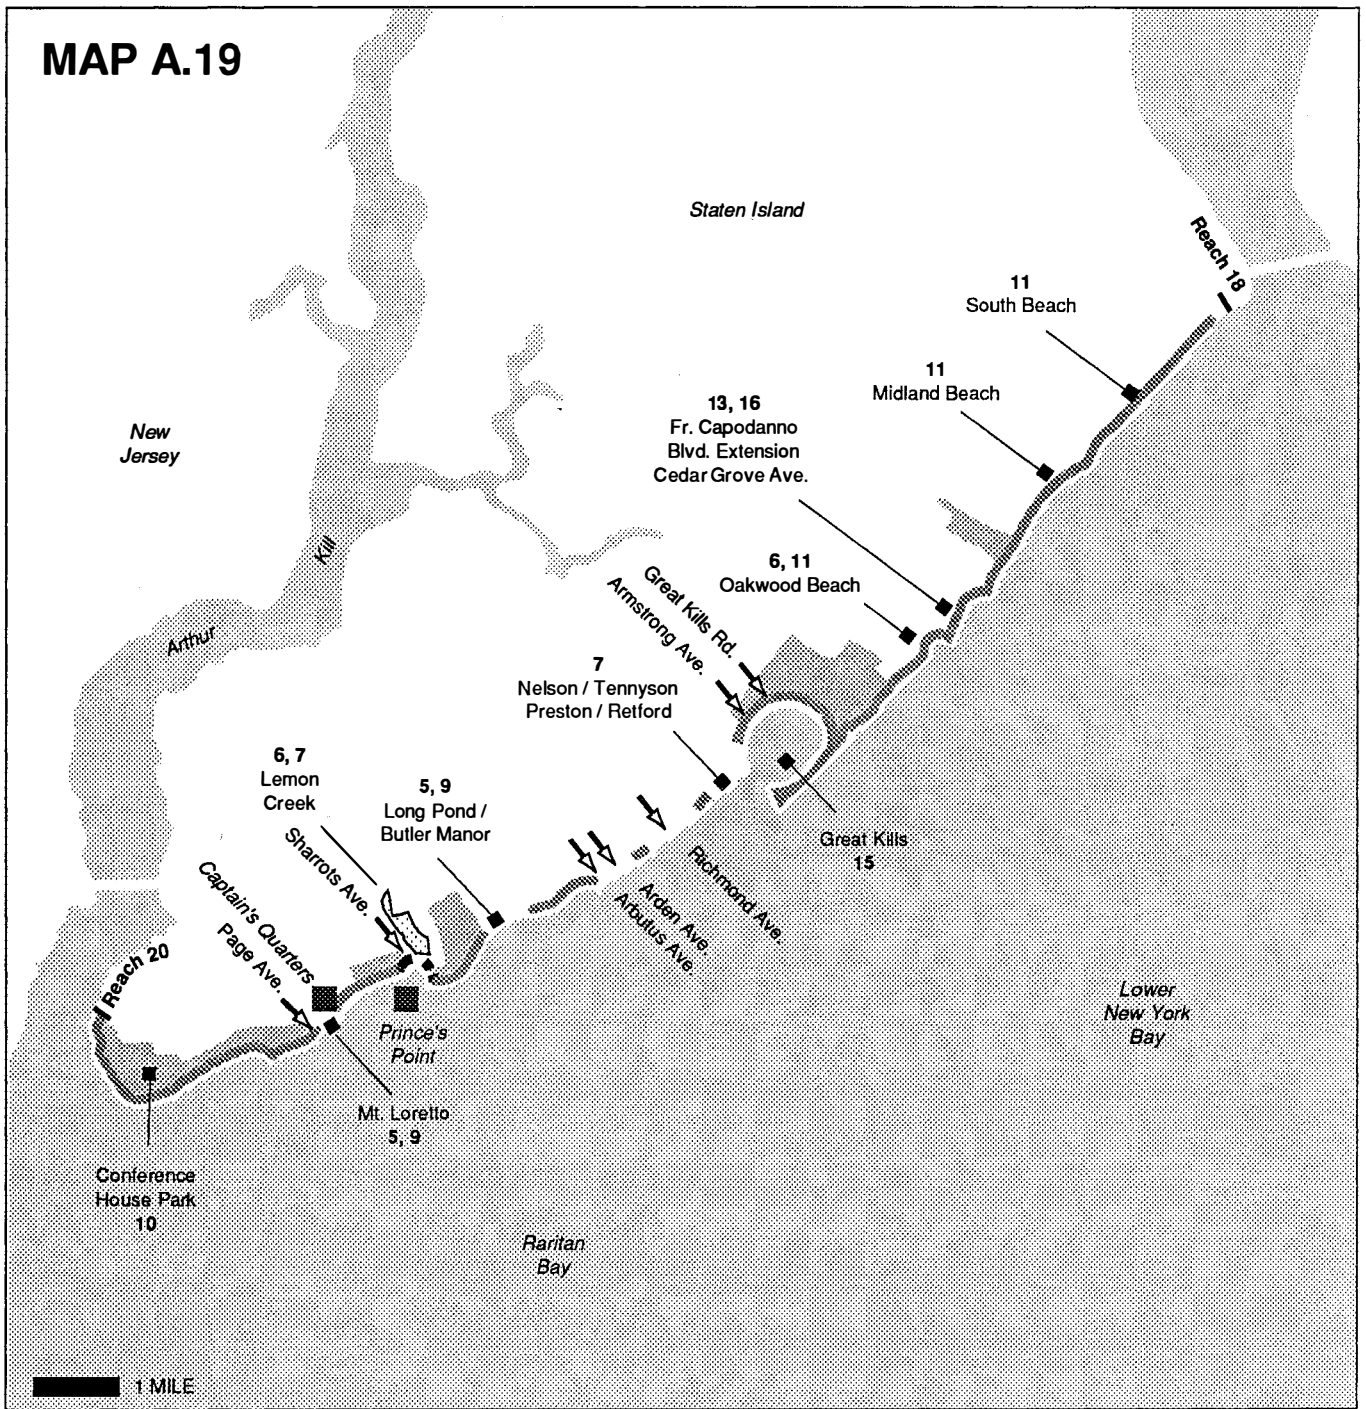 MAP A.19
Staten Island
Reach 18
11
South Beach
11
Midland Beach
13, 16
Fr. Capodanno
Blvd. Extension
Cedar Grove Ave.
New
Jersey
Kill
Arthur
6, 11
Oakwood Beach
Great Kills Rd.
Armstrong Ave.
7
Nelson / Tennyson
Preston / Retford
6, 7
Lemon
Creek
5, 9
Long Pond /
Butler Manor
Great Kills
15
Sharrots Ave.
Captain's Quarters
Page Ave.
Richmond Ave.
Arden Ave.
Arbutus Ave.
Reach 20
Lower
New York
Bay
Prince's
Point
Mt. Loretto
5, 9
Conference
House Park
10
Raritan
Bay
1 MILE